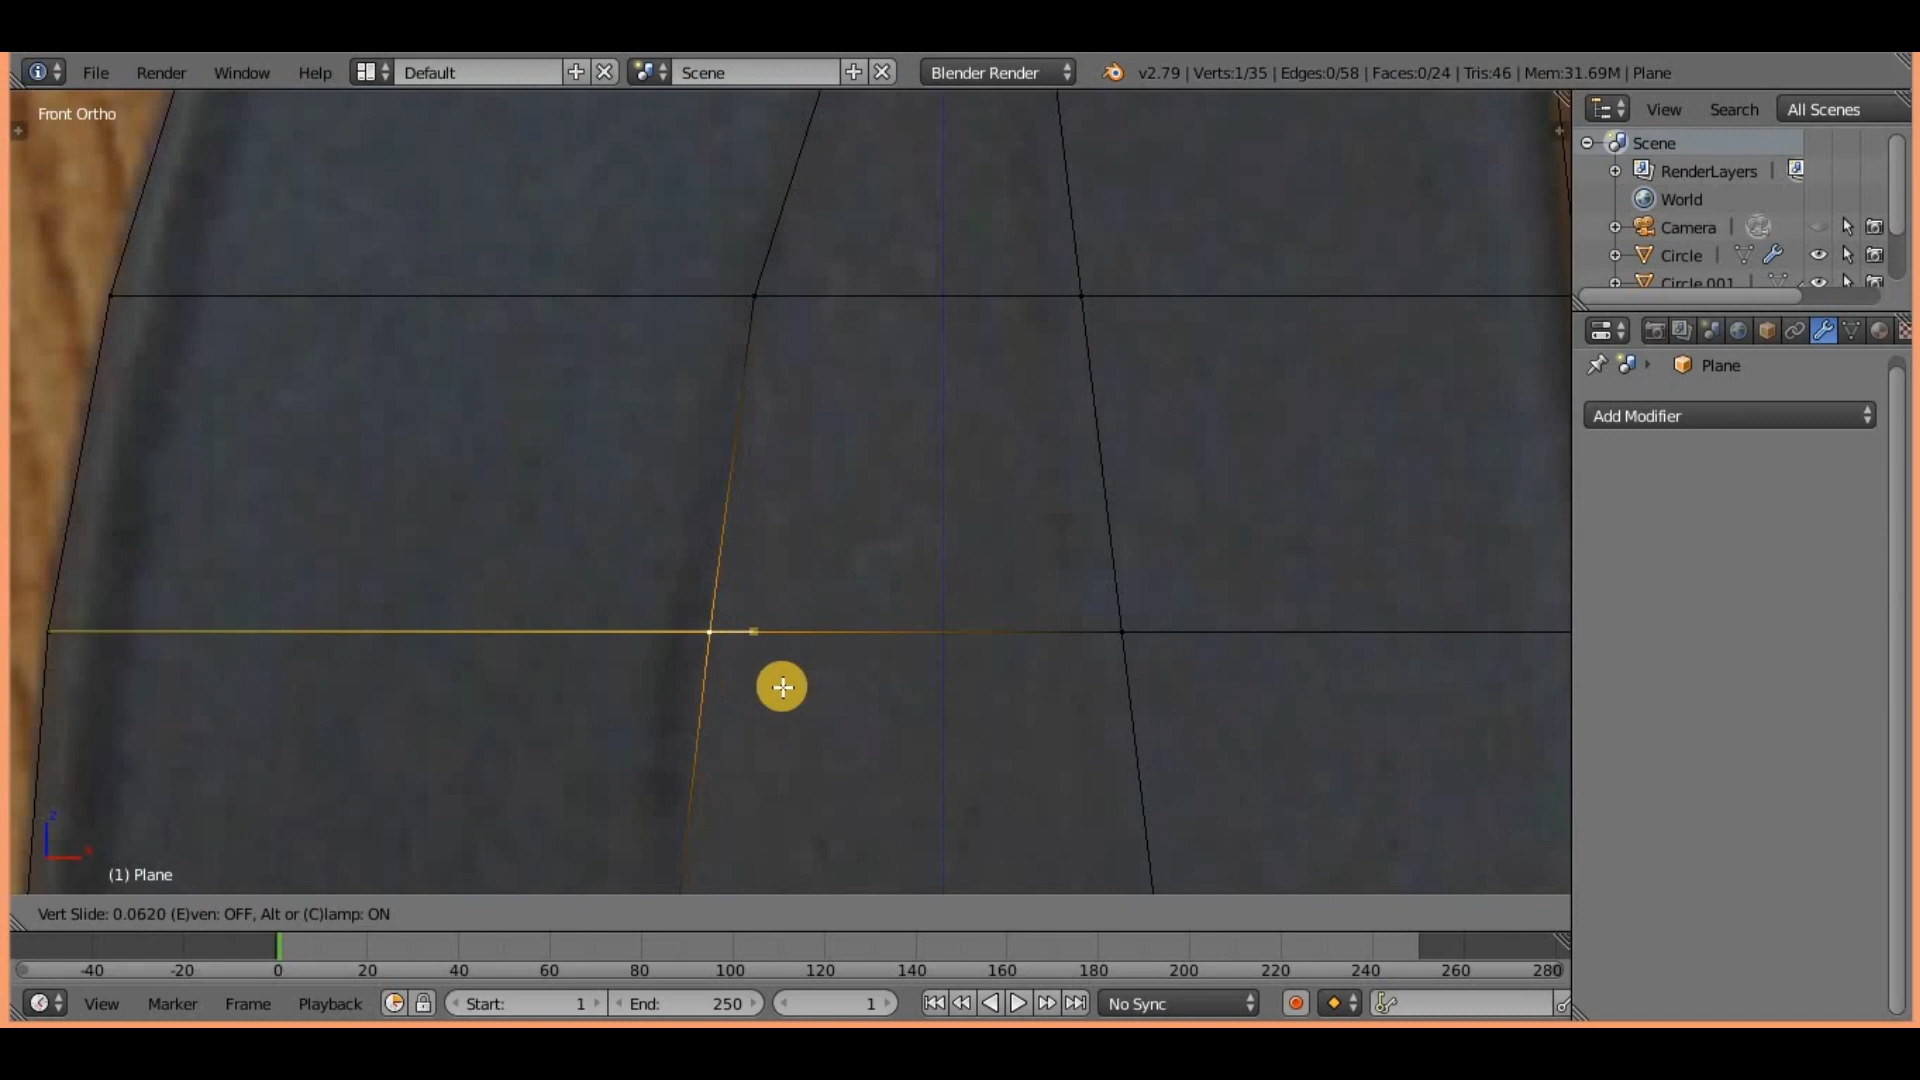 File Render Window Help Default Scene Blender Render v2.79 | Verts:1/35 | Edges:0/58 | Faces:0/24 | Tris:46 | Mem:31.69M | Plane
Front Ortho
View Search All Scenes
Scene
RenderLayers |
World
Camera |
Circle |
Circle.001
Plane
Add Modifier
z
x
(1) Plane
Vert Slide: 0.0620 (E)ven: OFF, Alt or (C)lamp: ON
-40 -20 0 20 40 60 80 100 120 140 160 180 200 220 240 260 280
View Marker Frame Playback Start: 1 End: 250 1 No Sync